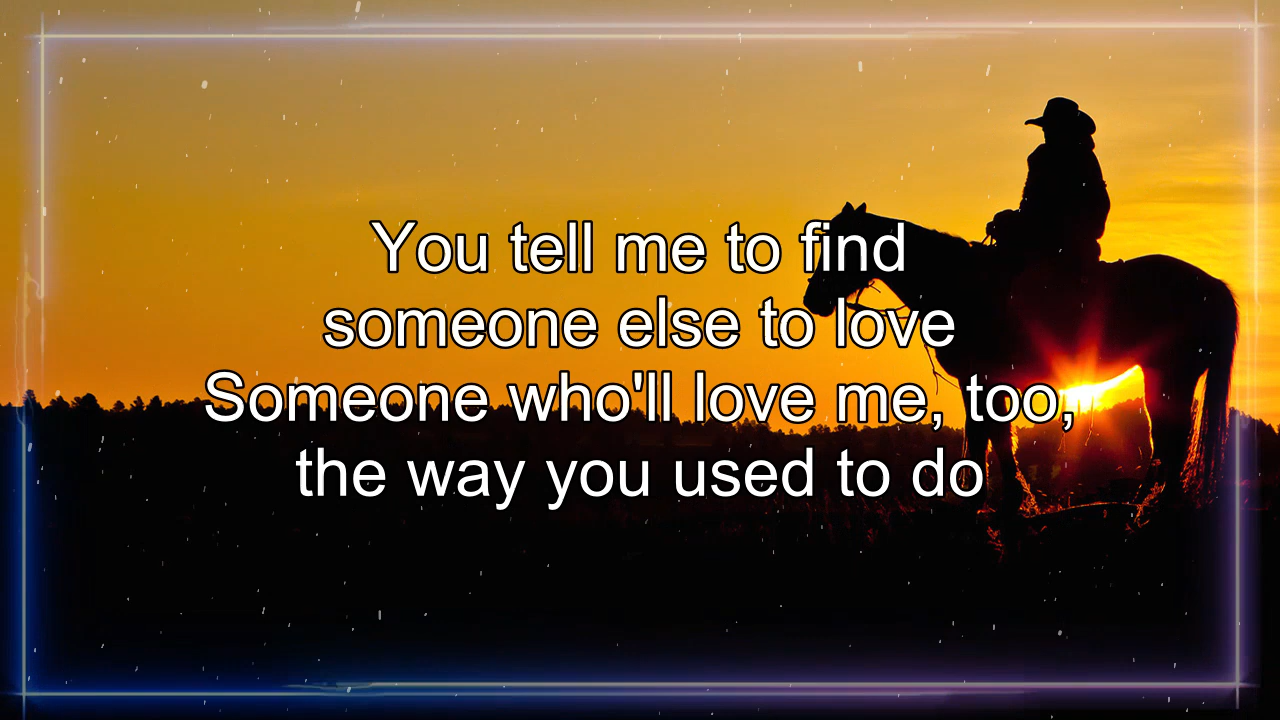 You tell me to find
someone else to love
Someone who'll love me, too,
the way you used to do